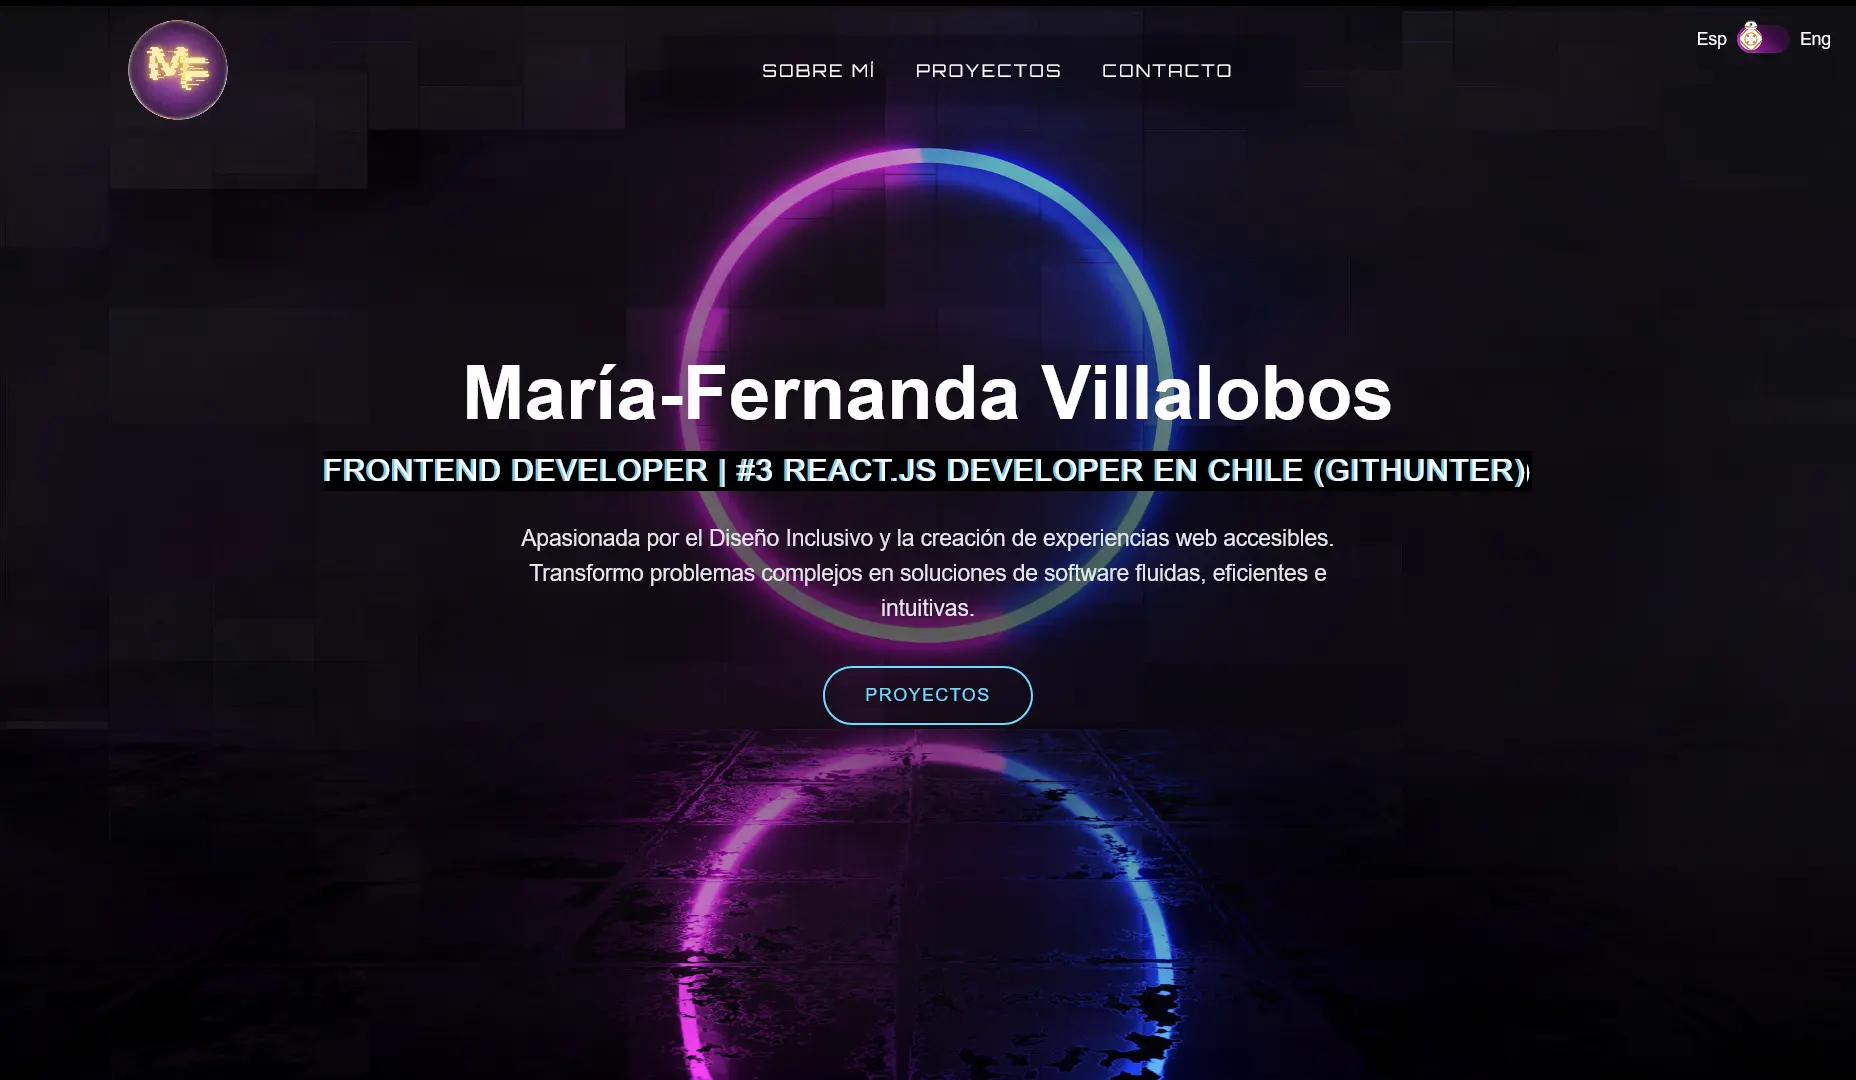 MF
SOBRE MÍ PROYECTOS CONTACTO
Esp Eng
María-Fernanda Villalobos
FRONTEND DEVELOPER | #3 REACT.JS DEVELOPER EN CHILE (GITHUNTER)
Apasionada por el Diseño Inclusivo y la creación de experiencias web accesibles.
Transformo problemas complejos en soluciones de software fluidas, eficientes e
intuitivas.
PROYECTOS